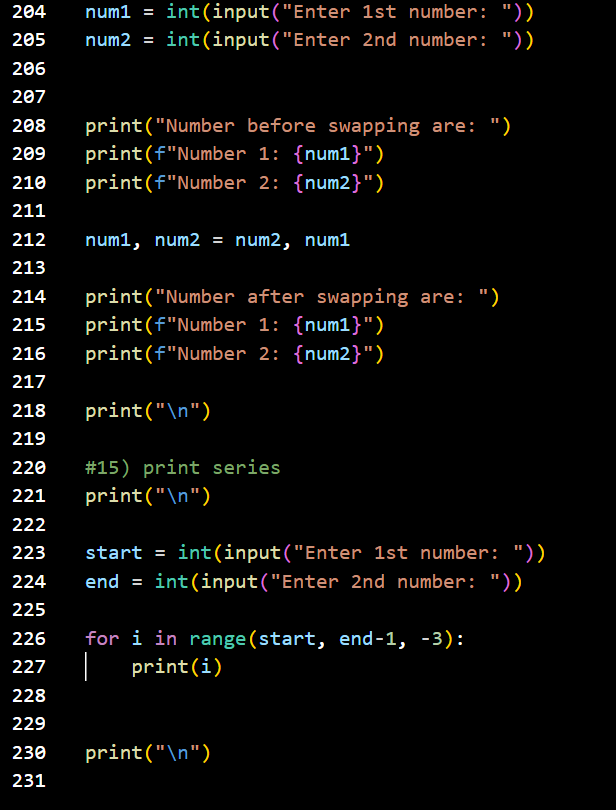 204 num1 = int(input("Enter 1st number: "))
205 num2 = int(input("Enter 2nd number: "))
206
207
208 print("Number before swapping are: ")
209 print(f"Number 1: {num1}")
210 print(f"Number 2: {num2}")
211
212 num1, num2 = num2, num1
213
214 print("Number after swapping are: ")
215 print(f"Number 1: {num1}")
216 print(f"Number 2: {num2}")
217
218 print("\n")
219
220 #15) print series
221 print("\n")
222
223 start = int(input("Enter 1st number: "))
224 end = int(input("Enter 2nd number: "))
225
226 for i in range(start, end-1, -3):
227     print(i)
228
229
230 print("\n")
231